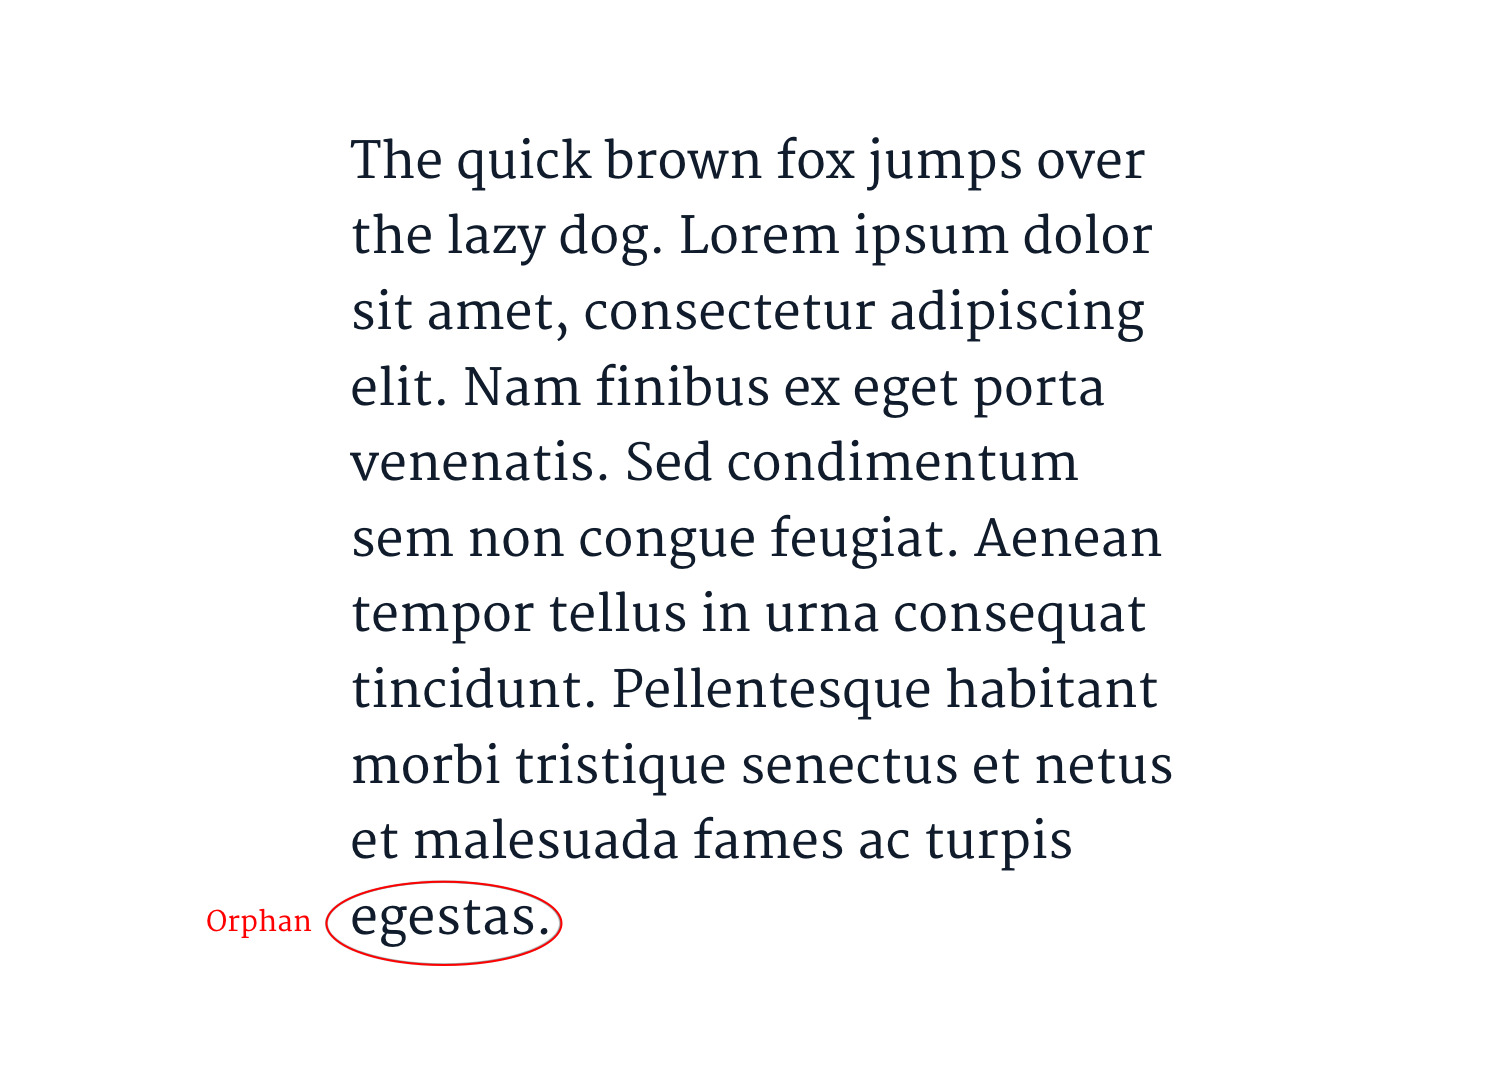 The quick brown fox jumps over
the lazy dog. Lorem ipsum dolor
sit amet, consectetur adipiscing
elit. Nam finibus ex eget porta
venenatis. Sed condimentum
sem non congue feugiat. Aenean
tempor tellus in urna consequat
tincidunt. Pellentesque habitant
morbi tristique senectus et netus
et malesuada fames ac turpis
Orphan egestas.